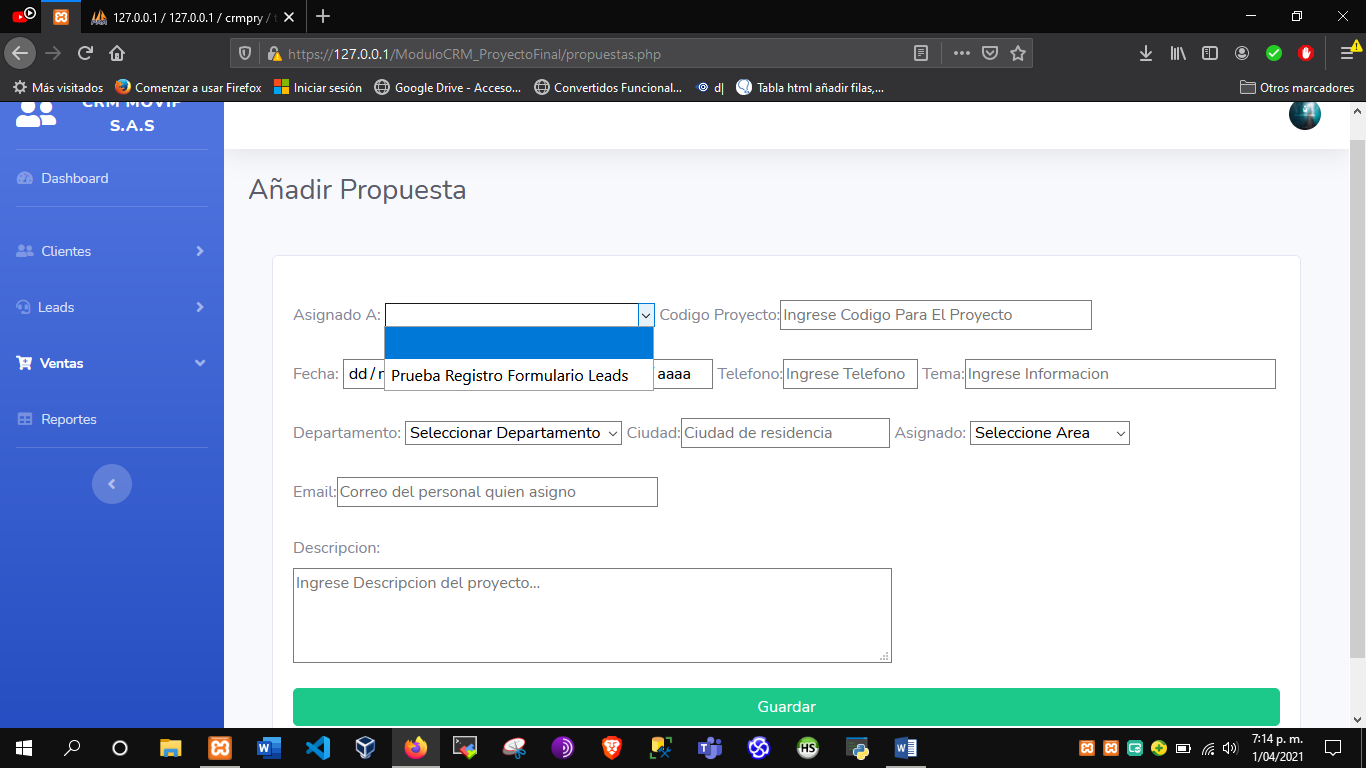 127.0.0.1 / 127.0.0.1 / crmpry / t
https://127.0.0.1/ModuloCRM_ProyectoFinal/propuestas.php
Más visitados Comenzar a usar Firefox Iniciar sesión Google Drive - Acceso... Convertidos Funcional... d| Tabla html añadir filas,... Otros marcadores
CRM MOVIP
S.A.S
Dashboard
Clientes
Leads
Ventas
Reportes
Añadir Propuesta
Asignado A: Codigo Proyecto: Ingrese Codigo Para El Proyecto
Prueba Registro Formulario Leads
Fecha: dd / aaaa Telefono: Ingrese Telefono Tema: Ingrese Informacion
Departamento: Seleccionar Departamento Ciudad: Ciudad de residencia Asignado: Seleccione Area
Email: Correo del personal quien asigno
Descripcion:
Ingrese Descripcion del proyecto...
Guardar
HS
7:14 p. m.
1/04/2021